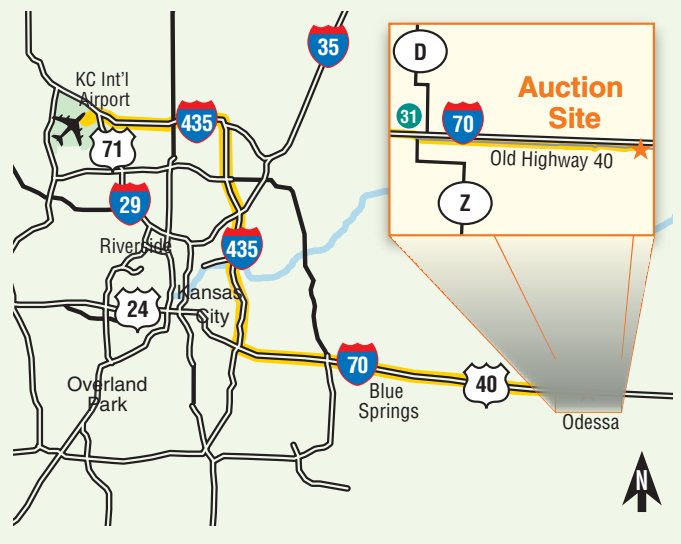 35
D
KC Int'l
Airport
Auction
Site
31
435
70
71
Old Highway 40
29
Z
Riverside
435
Kansas
City
24
70
Overland
Park
40
Blue
Springs
Odessa
N